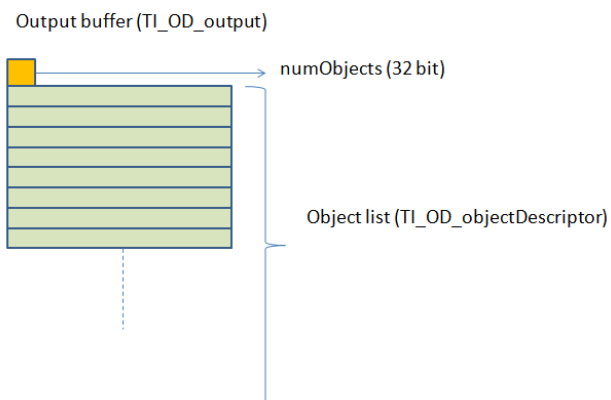 Output buffer (TI_OD_output)
numObjects (32 bit)
Object list (TI_OD_objectDescriptor)